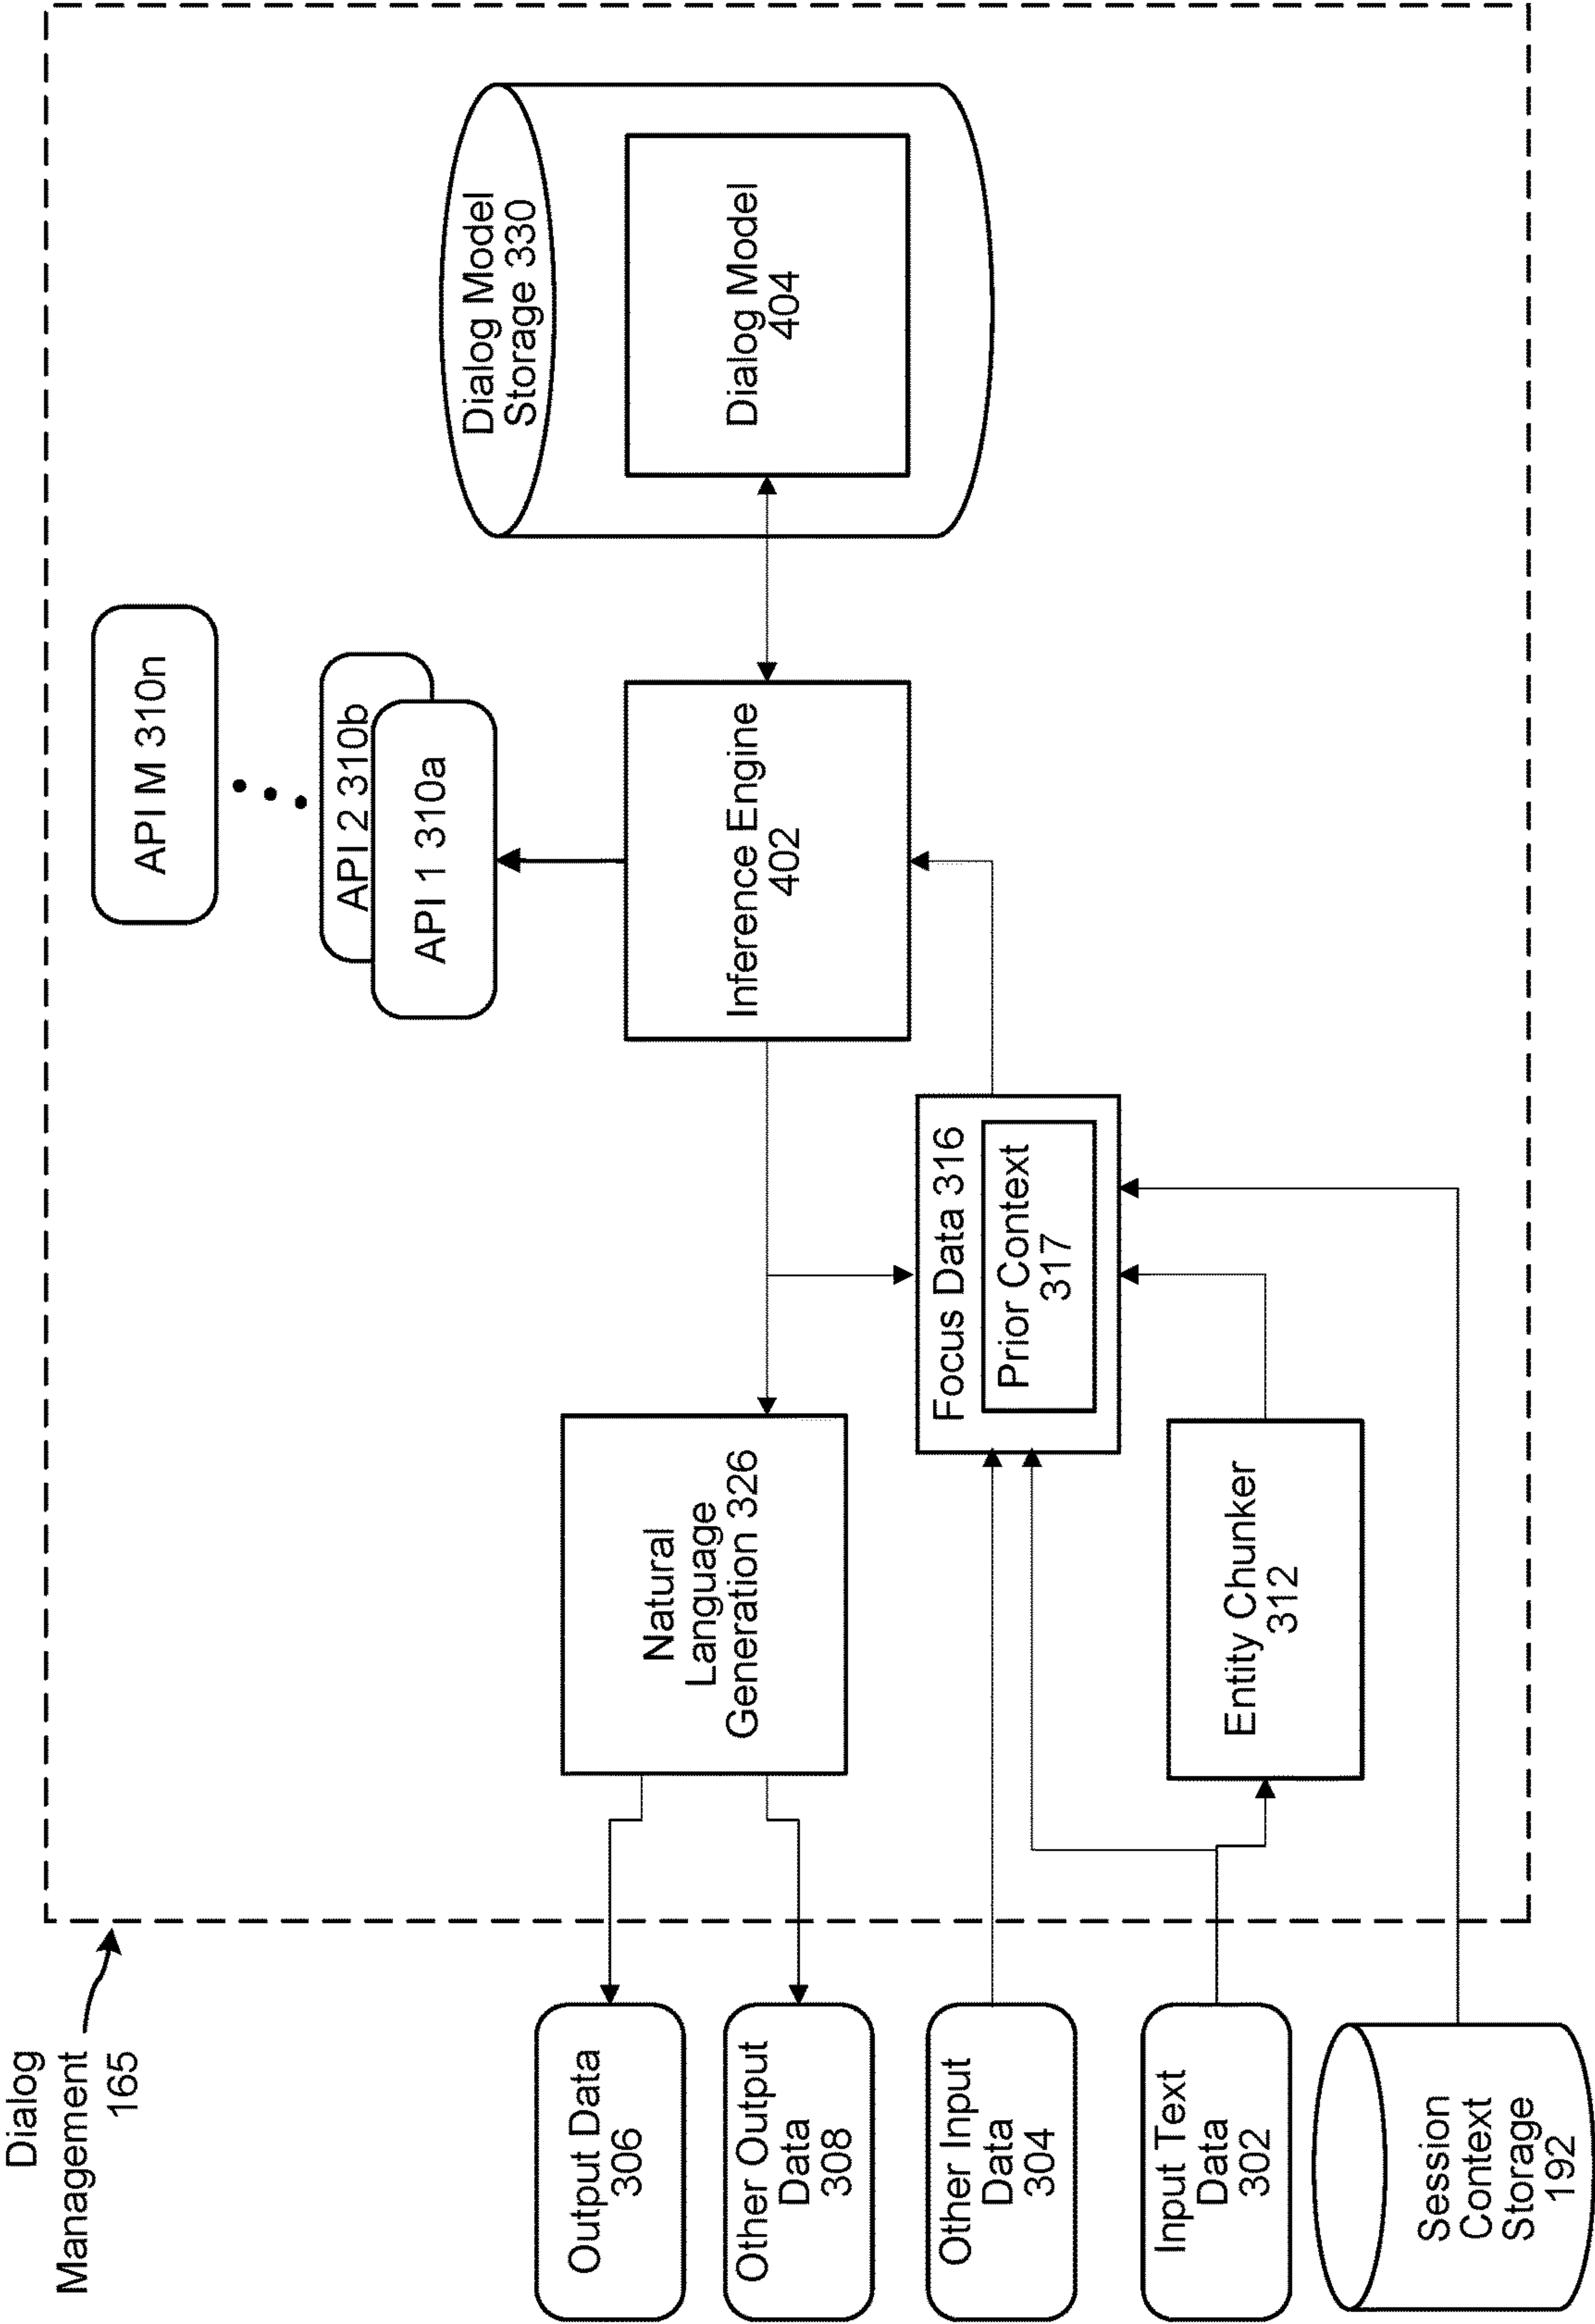 Dialog
Management
165
Output Data
306
Other Output
Data
308
Other Input
Data
304
Input Text
Data
302
Session
Context
Storage
192
Natural
Language
Generation 326
Entity Chunker
312
Focus Data 316
Prior Context
317
Inference Engine
402
API 1 310a
API 2 310b
API M 310n
Dialog Model
Storage 330
Dialog Model
404